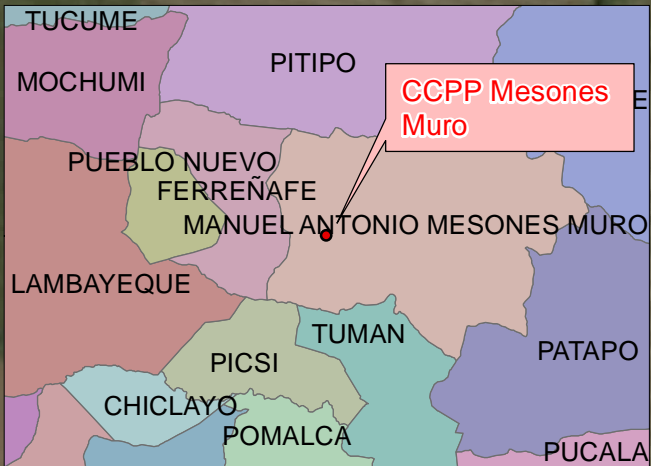 TUCUME
MOCHUMI
PITIPO
CCPP Mesones
Muro
E
PUEBLO NUEVO
FERREÑAFE
MANUEL ANTONIO MESONES MURO
LAMBAYEQUE
TUMAN
PICSI
PATAPO
CHICLAYO
POMALCA
PUCALA